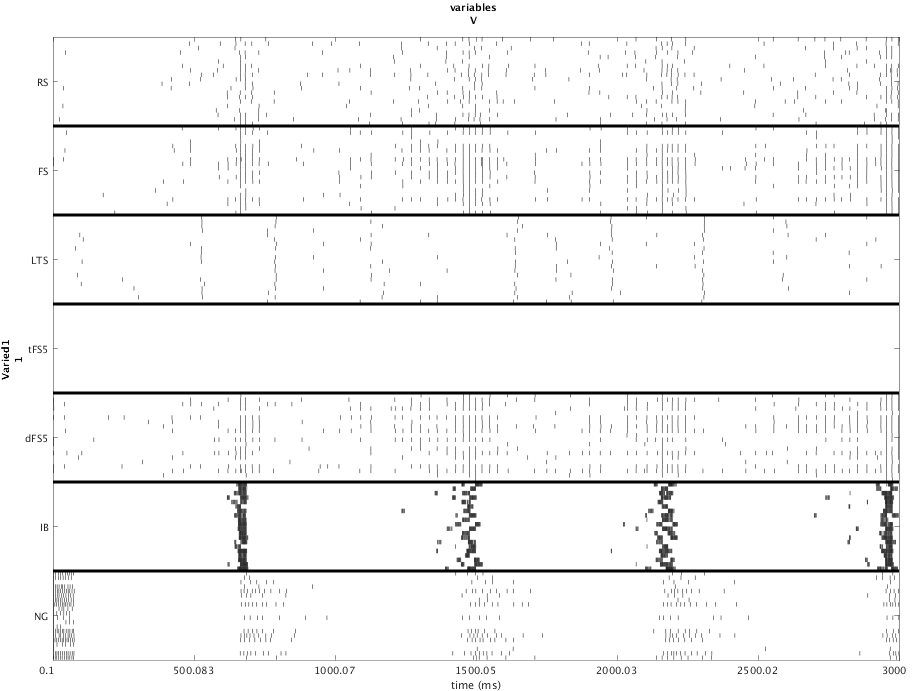 variables
V
RS
FS
LTS
tFS5
dFS5
IB
NG
Varied1
1
0.1 500.083 1000.07 1500.05 2000.03 2500.02 3000
time (ms)